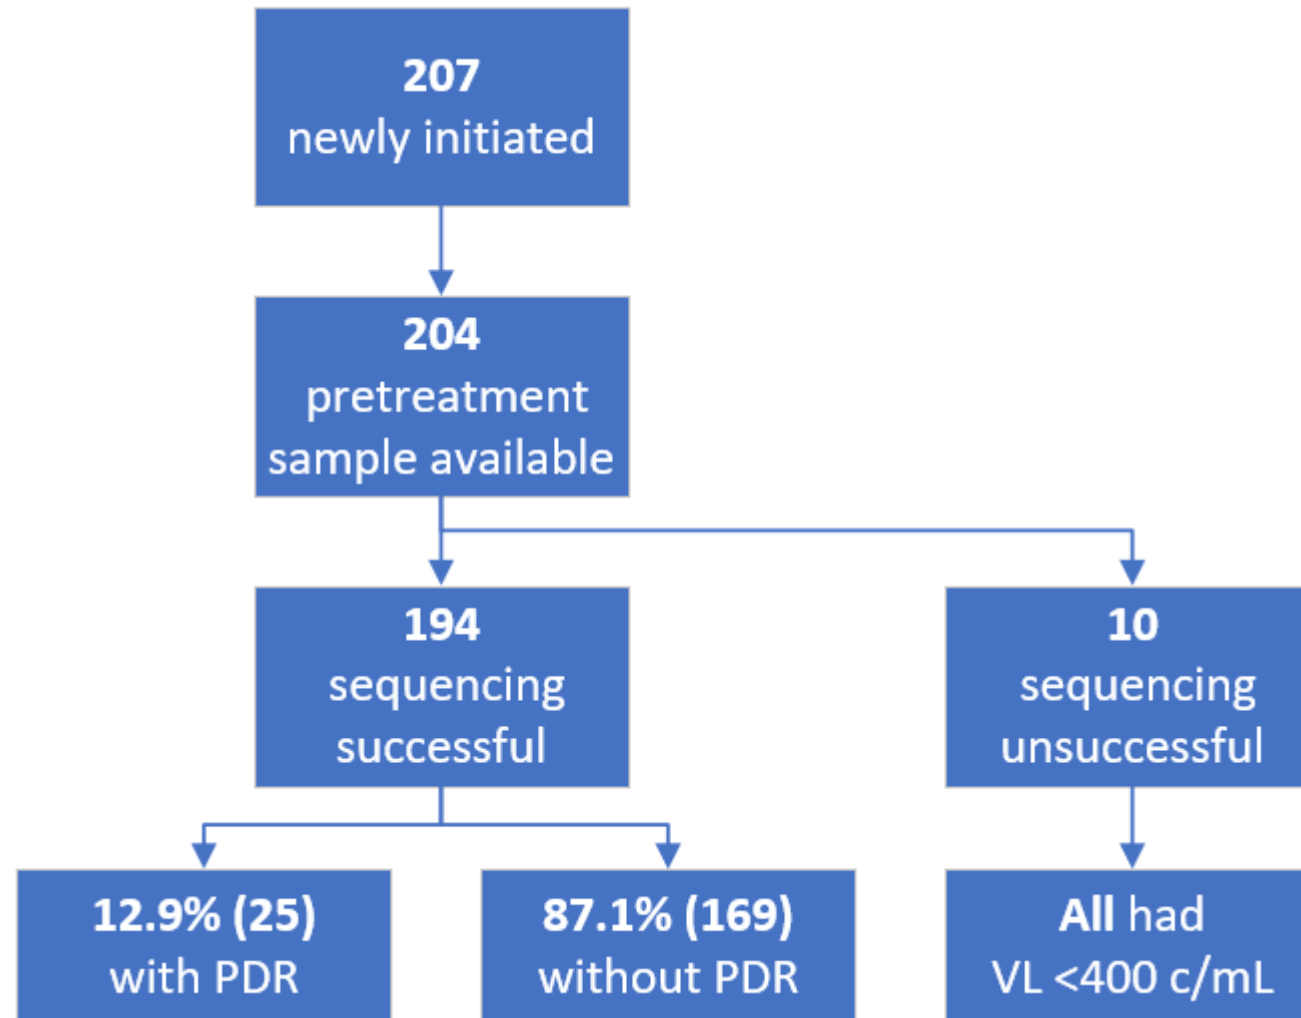 207
newly initiated
204
pretreatment
sample available
194
sequencing
successful
10
sequencing
unsuccessful
12.9% (25)
with PDR
87.1% (169)
without PDR
All had
VL <400 c/mL